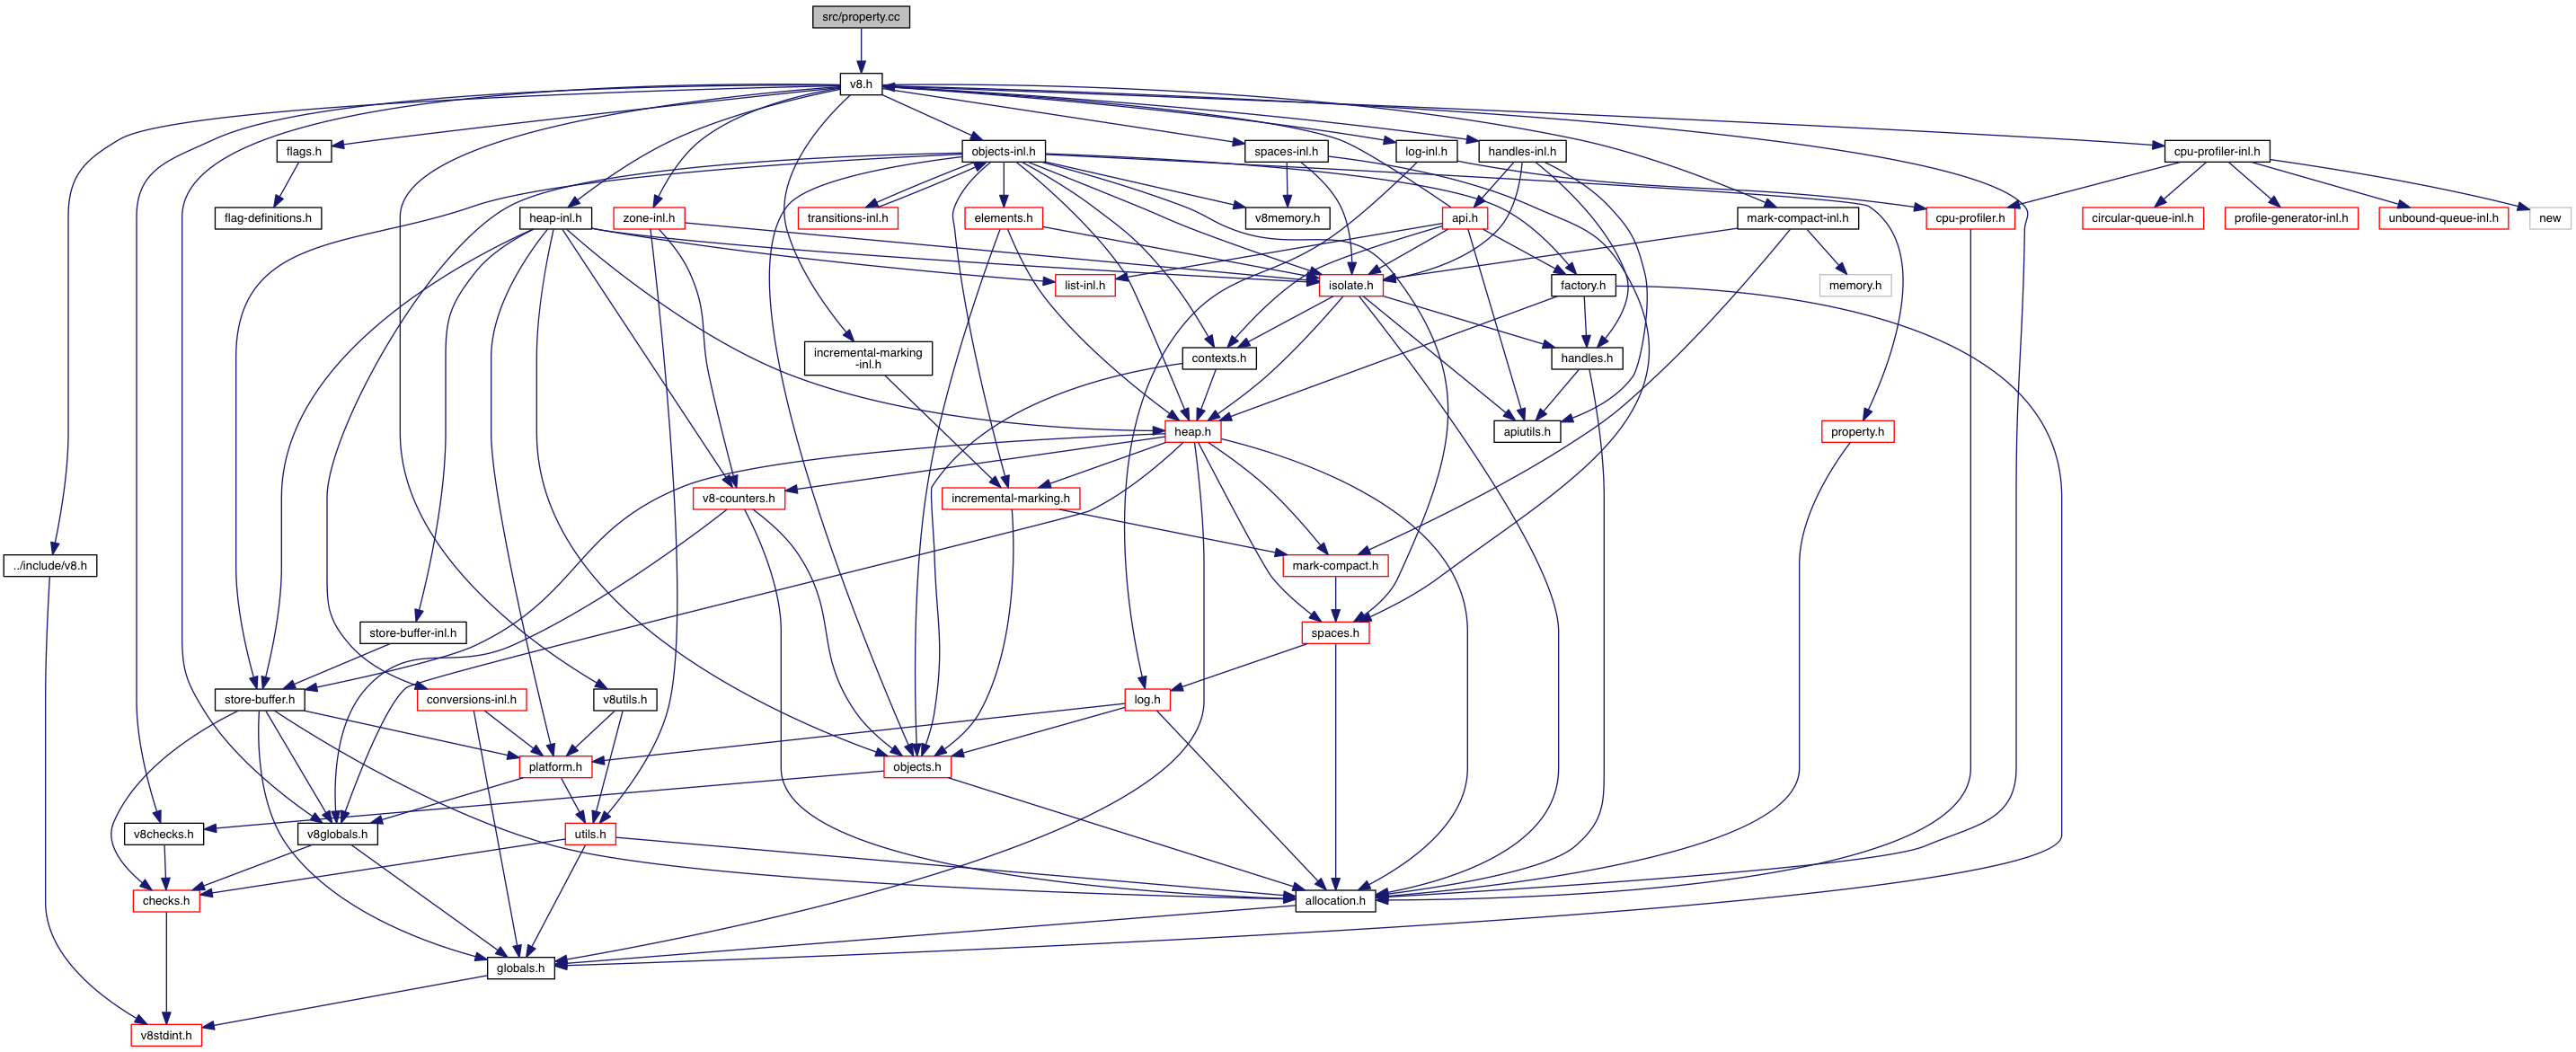 src/property.cc
v8.h
flags.h
objects-inl.h
spaces-inl.h
log-inl.h
handles-inl.h
cpu-profiler-inl.h
flag-definitions.h
heap-inl.h
zone-inl.h
transitions-inl.h
elements.h
v8memory.h
api.h
mark-compact-inl.h
cpu-profiler.h
circular-queue-inl.h
profile-generator-inl.h
unbound-queue-inl.h
new
list-inl.h
isolate.h
factory.h
memory.h
incremental-marking
-inl.h
contexts.h
handles.h
heap.h
apiutils.h
property.h
v8-counters.h
incremental-marking.h
../include/v8.h
mark-compact.h
store-buffer-inl.h
spaces.h
store-buffer.h
conversions-inl.h
v8utils.h
log.h
platform.h
objects.h
v8checks.h
v8globals.h
utils.h
checks.h
allocation.h
globals.h
v8stdint.h